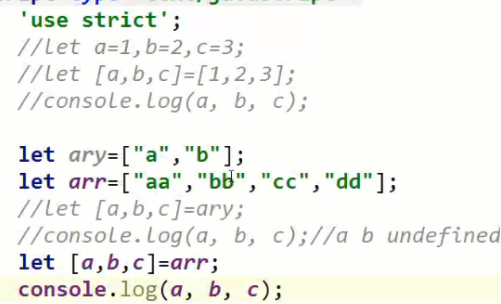 'use strict';
//let a=1,b=2,c=3;
//let [a,b,c]=[1,2,3];
//console.log(a, b, c);
let ary=["a","b"];
let arr=["aa","bb","cc","dd"];
//let [a,b,c]=ary;
//console.log(a, b, c);//a b undefined
let [a,b,c]=arr;
console.log(a, b, c);